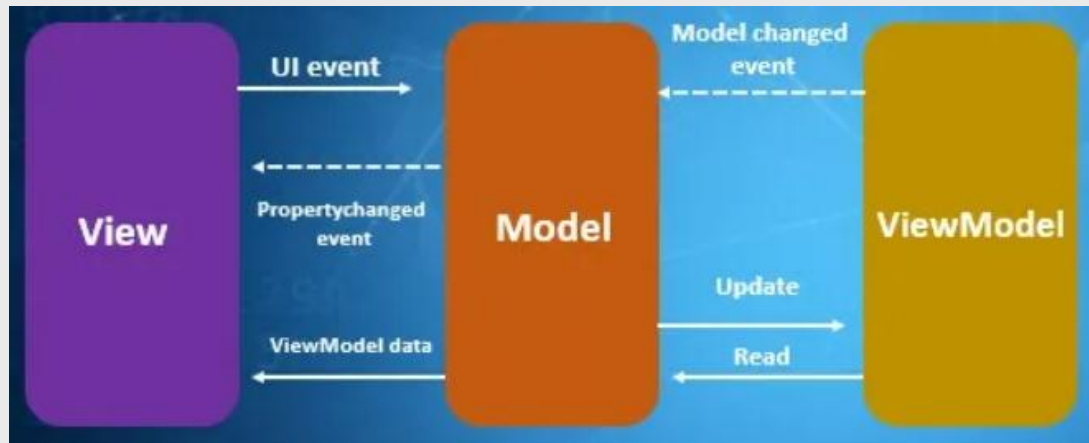 View
UI event
Propertychanged
event
ViewModel data
Model
Model changed
event
Update
Read
ViewModel